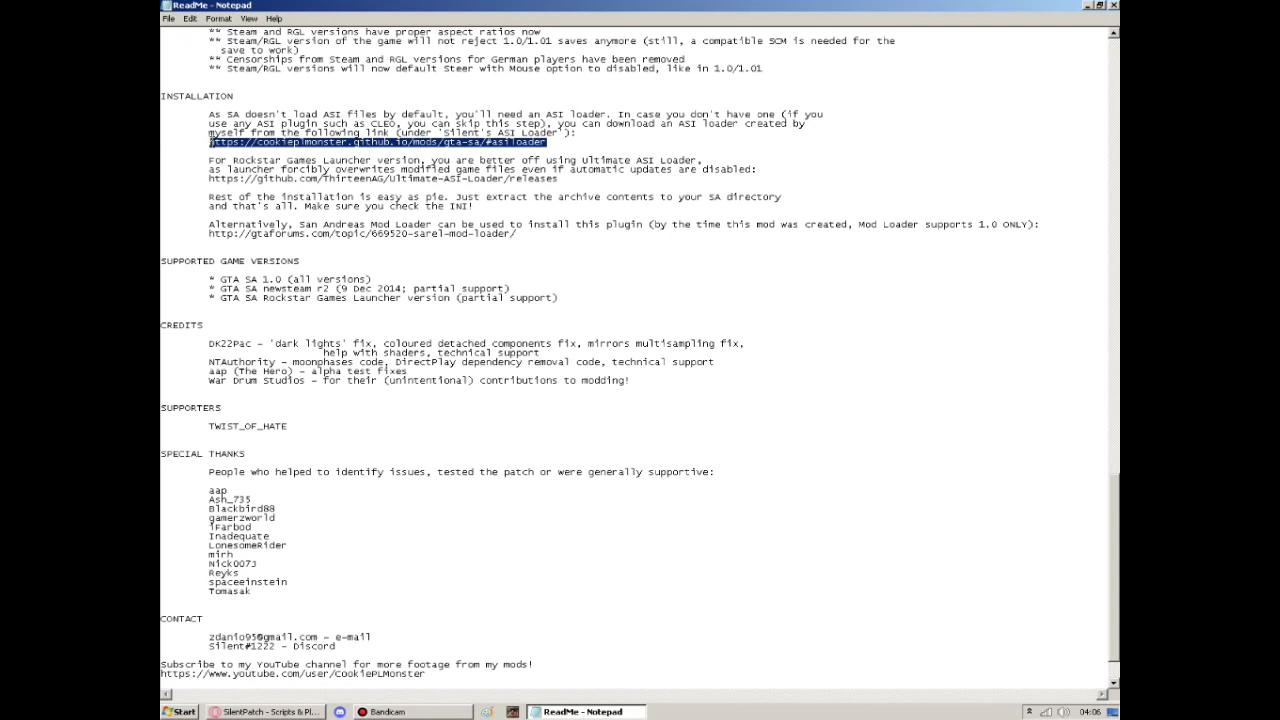 ReadMe - Notepad
File Edit Format View Help
** Steam and RGL versions have proper aspect ratios now
** Steam/RGL version of the game will not reject 1.0/1.01 saves anymore (still, a compatible SCM is needed for the
save to work)
** Censorships from Steam and RGL versions for German players have been removed
** Steam/RGL versions will now default Steer with Mouse option to disabled, like in 1.0/1.01
INSTALLATION
As SA doesn't load ASI files by default, you'll need an ASI loader. In case you don't have one (if you
use any ASI plugin such as CLEO, you can skip this step), you can download an ASI loader created by
myself from the following link (under 'Silent's ASI Loader'):
https://cookieplmonster.github.io/mods/gta-sa/#asiloader
For Rockstar Games Launcher version, you are better off using Ultimate ASI Loader,
as launcher forcibly overwrites modified game files even if automatic updates are disabled:
https://github.com/ThirteenAG/Ultimate-ASI-Loader/releases
Rest of the installation is easy as pie. Just extract the archive contents to your SA directory
and that's all. Make sure you check the INI!
Alternatively, San Andreas Mod Loader can be used to install this plugin (by the time this mod was created, Mod Loader supports 1.0 ONLY):
http://gtaforums.com/topic/669520-sarel-mod-loader/
SUPPORTED GAME VERSIONS
* GTA SA 1.0 (all versions)
* GTA SA newsteam r2 (9 Dec 2014; partial support)
* GTA SA Rockstar Games Launcher version (partial support)
CREDITS
DK22Pac - 'dark lights' fix, coloured detached components fix, mirrors multisampling fix,
help with shaders, technical support
NTAuthority - moonphases code, DirectPlay dependency removal code, technical support
aap (The Hero) - alpha test fixes
War Drum Studios - for their (unintentional) contributions to modding!
SUPPORTERS
TWIST_OF_HATE
SPECIAL THANKS
People who helped to identify issues, tested the patch or were generally supportive:
aap
Ash_735
Blackbird88
gamerzworld
iFarbod
Inadequate
LonesomeRider
mirh
Nick007J
Reyks
spaceeinstein
Tomasak
CONTACT
zdanio95@gmail.com - e-mail
Silent#1222 - Discord
Subscribe to my YouTube channel for more footage from my mods!
https://www.youtube.com/user/CookiePLMonster
Start SilentPatch - Scripts & Pl... Bandicam ReadMe - Notepad 04:06